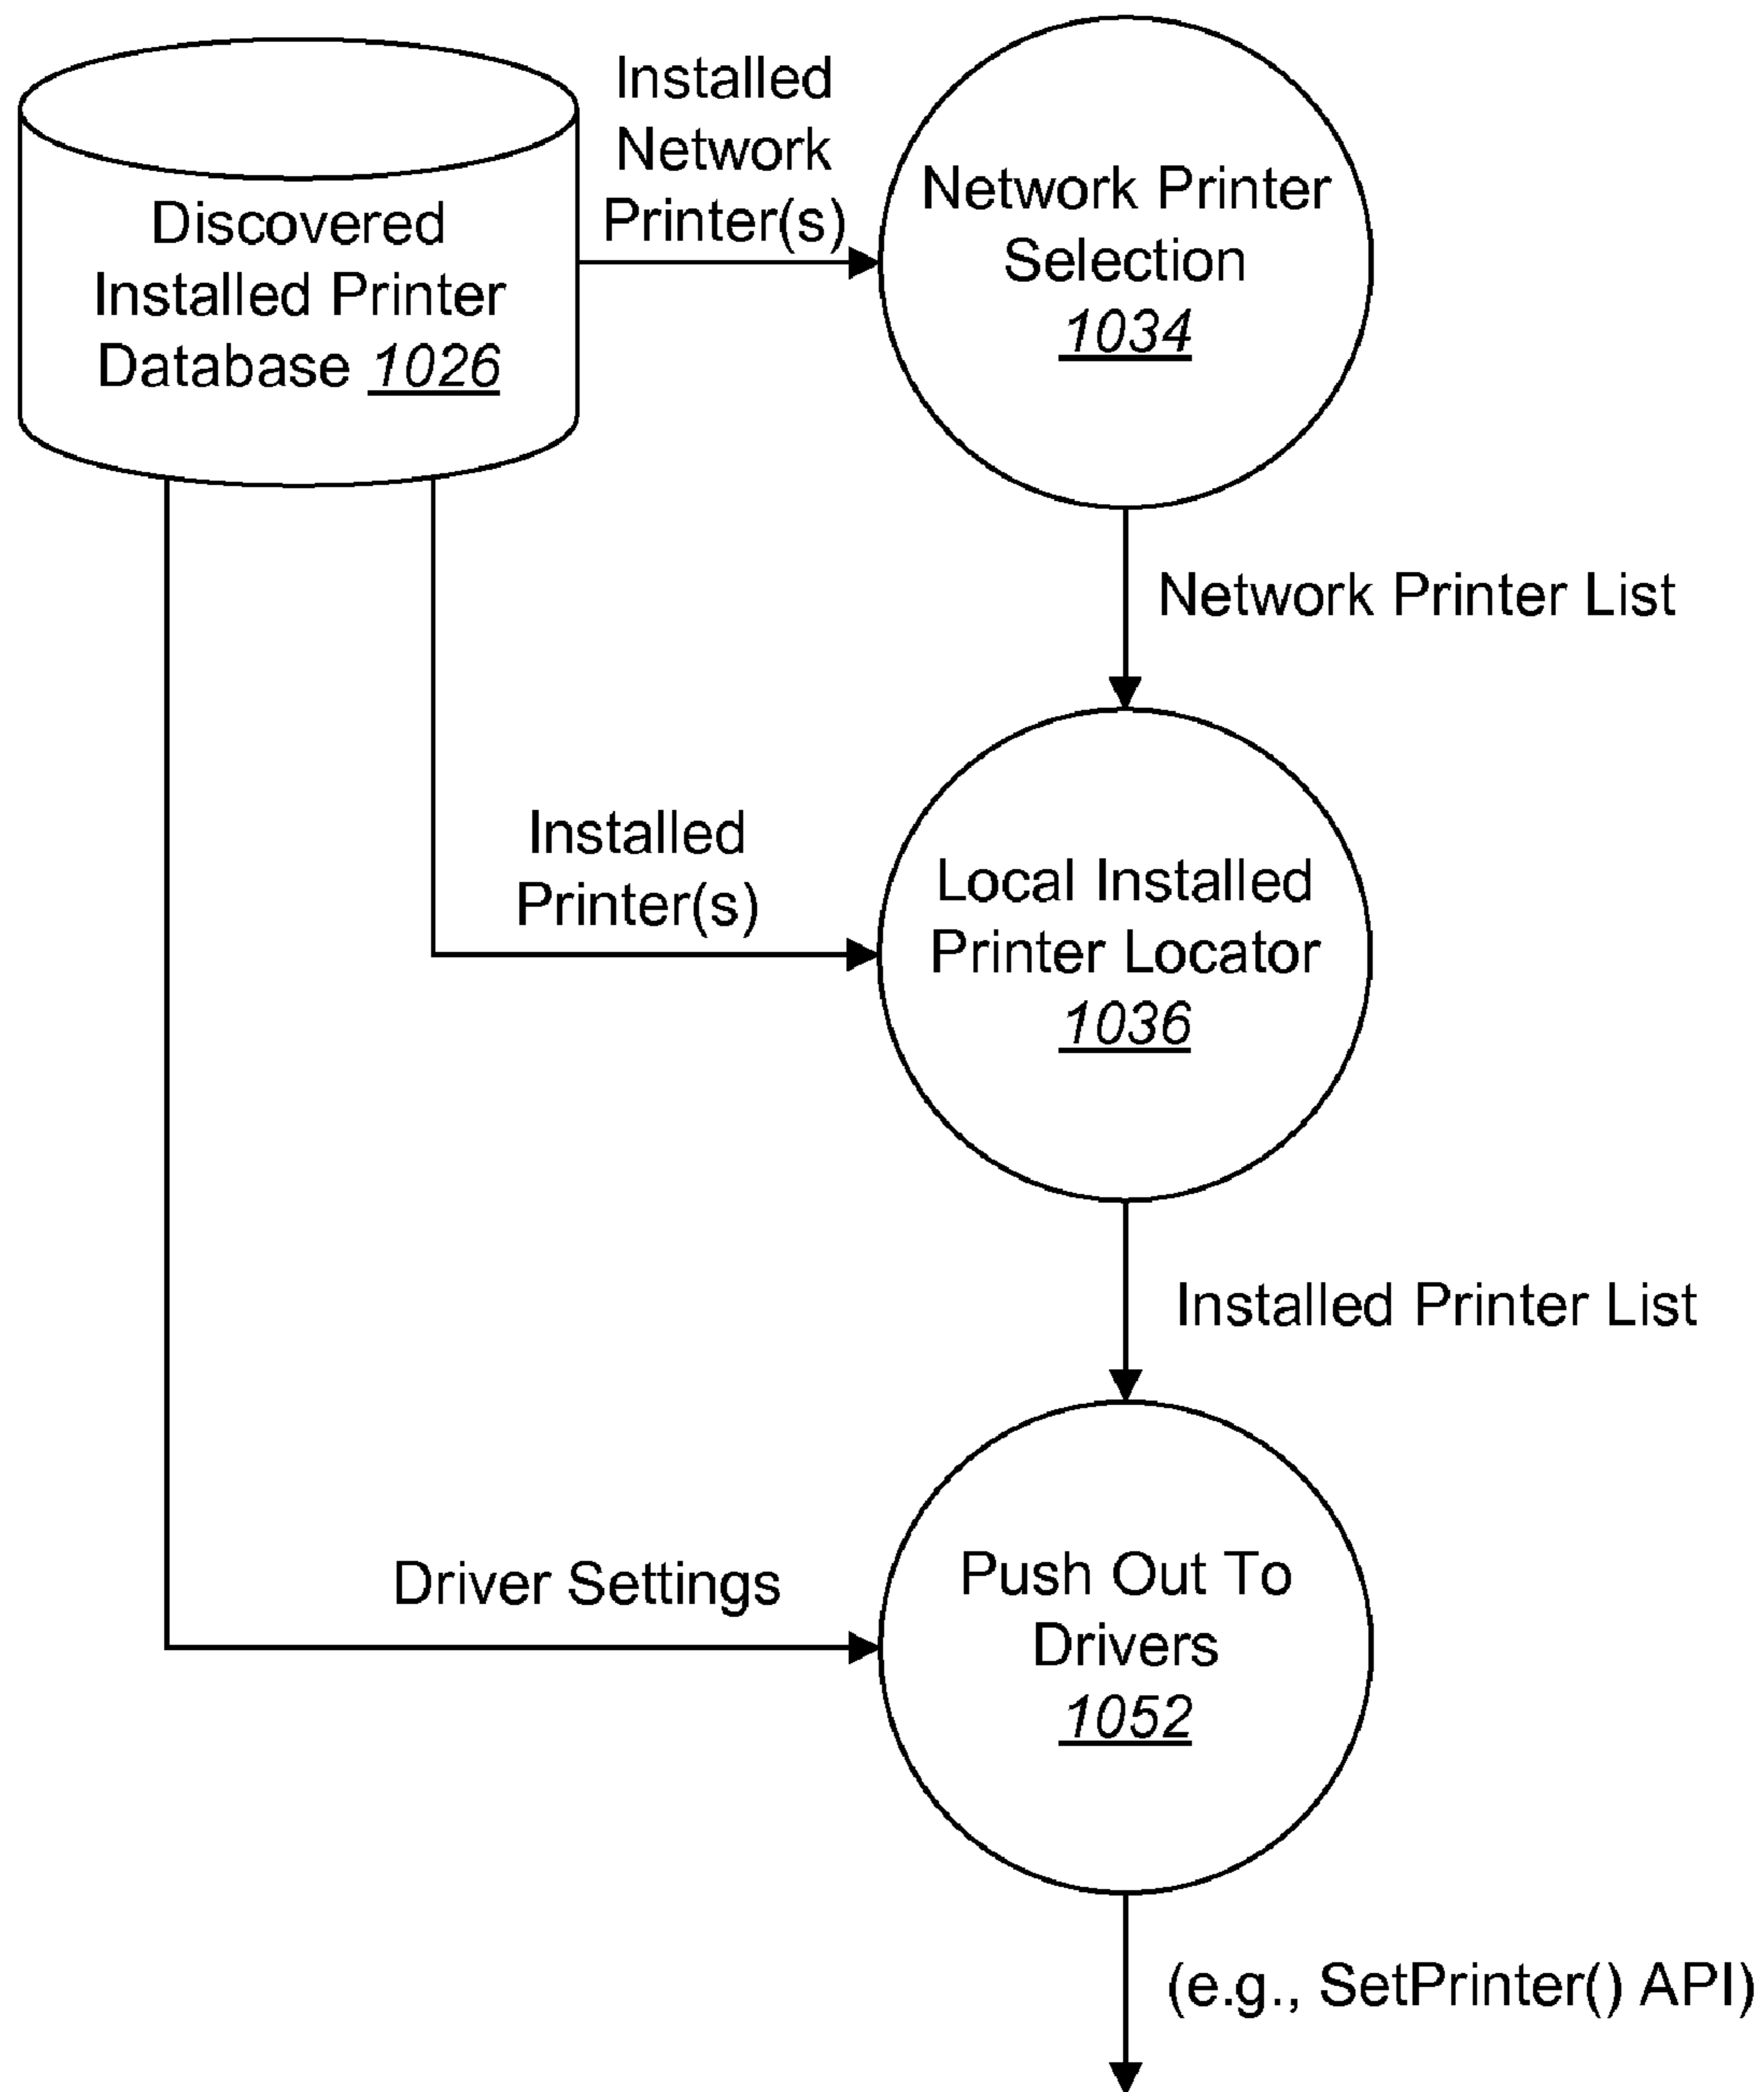 Installed
Network
Printer(s)
Discovered
Installed Printer
Database 1026
Network Printer
Selection
1034
Network Printer List
Installed
Printer(s)
Local Installed
Printer Locator
1036
Installed Printer List
Driver Settings
Push Out To
Drivers
1052
(e.g., SetPrinter() API)